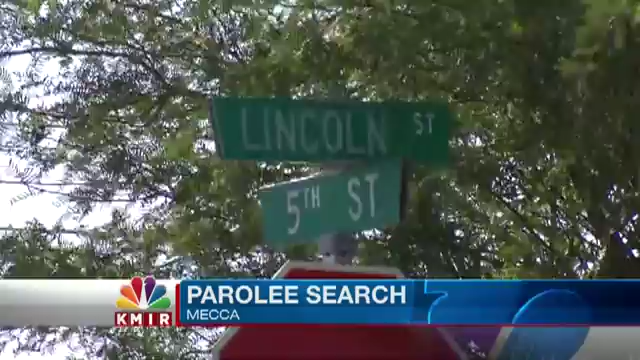 LINCOLN ST
5TH ST
PAROLEE SEARCH
KMIR
MECCA